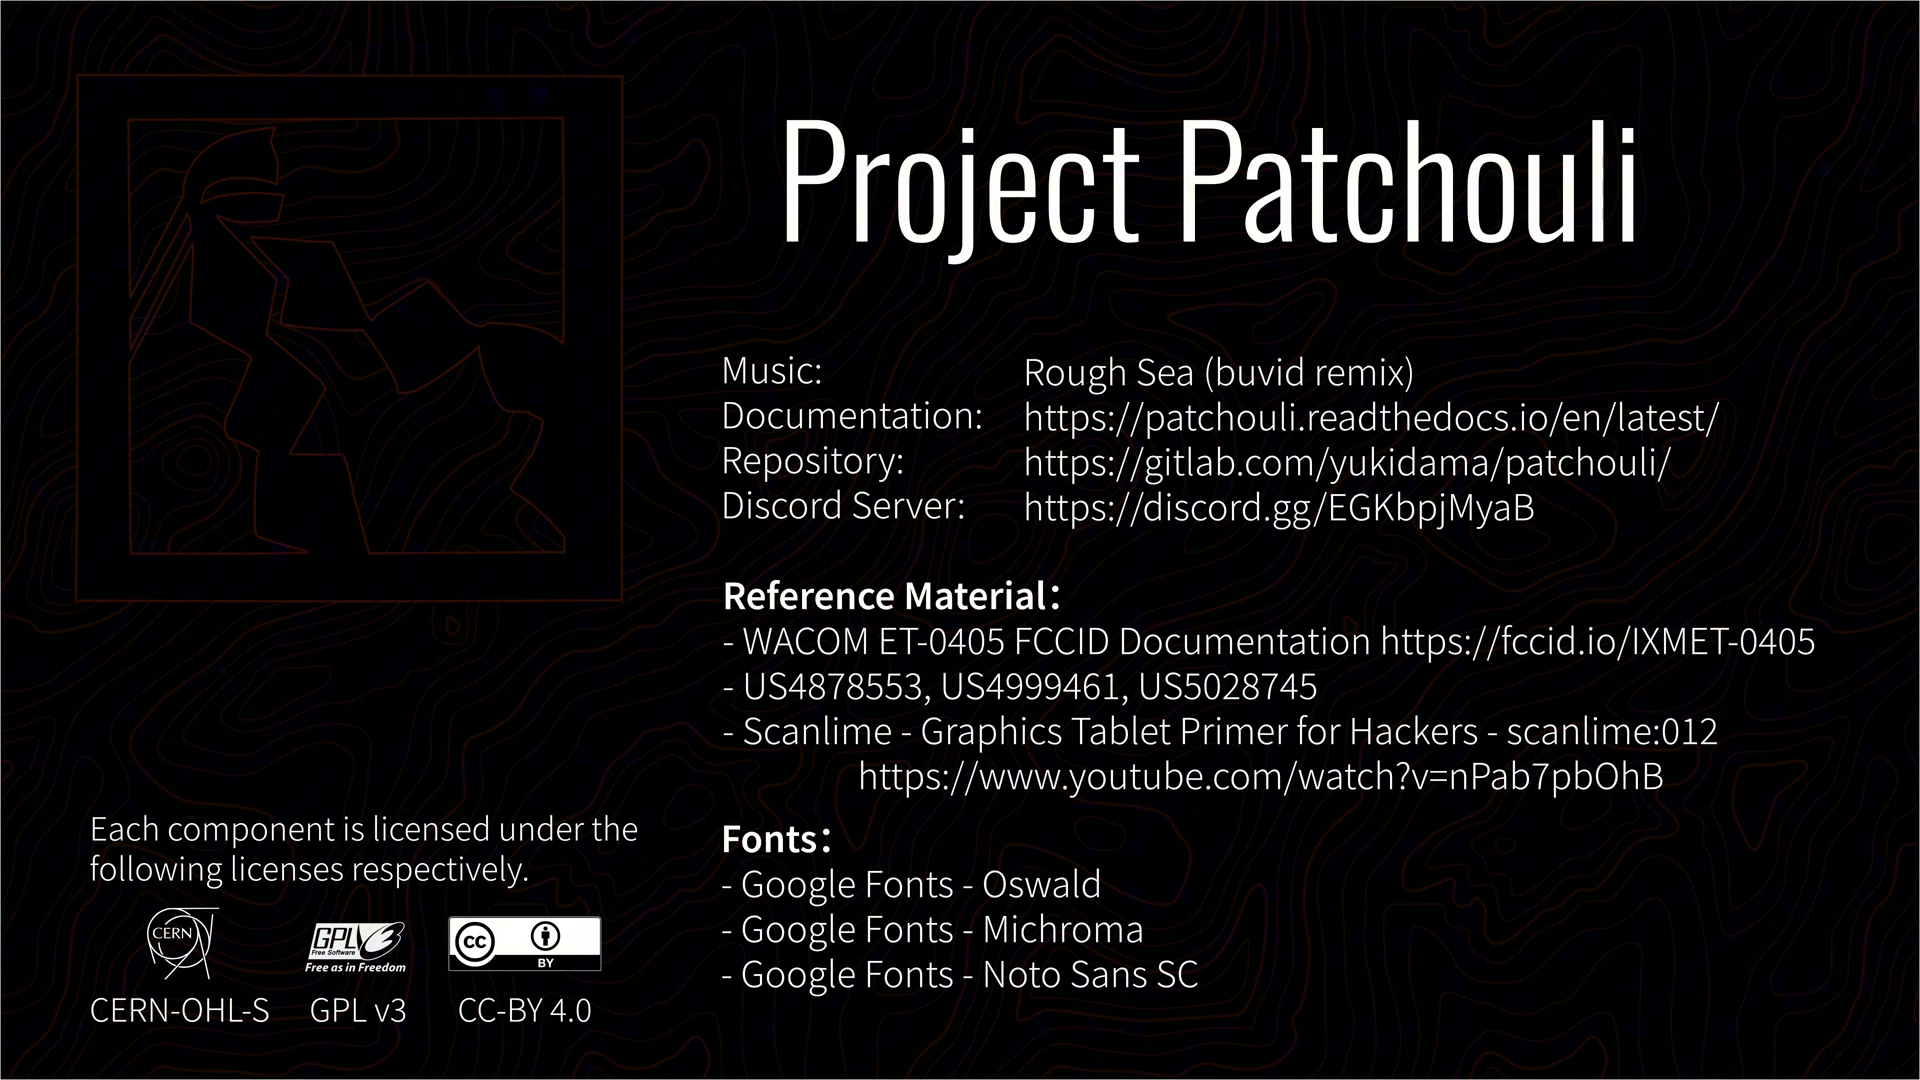 Project Patchouli
Music: Rough Sea (buvid remix)
Documentation: https://patchouli.readthedocs.io/en/latest/
Repository: https://gitlab.com/yukidama/patchouli/
Discord Server: https://discord.gg/EGKbpjMyaB
Reference Material:
- WACOM ET-0405 FCCID Documentation https://fccid.io/IXMET-0405
- US4878553, US4999461, US5028745
- Scanlime - Graphics Tablet Primer for Hackers - scanlime:012
https://www.youtube.com/watch?v=nPab7pbOhB
Fonts:
- Google Fonts - Oswald
- Google Fonts - Michroma
- Google Fonts - Noto Sans SC
Each component is licensed under the
following licenses respectively.
CERN
GPLv3
Free Software
Free as in Freedom
cc
BY
CERN-OHL-S GPL v3 CC-BY 4.0